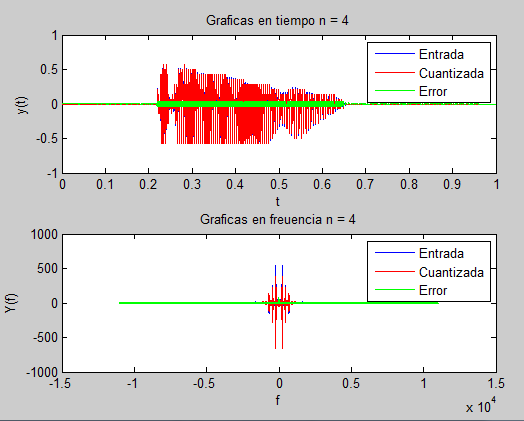 Graficas en tiempo n = 4
1
0.5
0
-0.5
-1
y(t)
Entrada
Cuantizada
Error
0 0.1 0.2 0.3 0.4 0.5 0.6 0.7 0.8 0.9 1
t
Graficas en freuencia n = 4
1000
500
0
-500
-1000
Y(f)
Entrada
Cuantizada
Error
-1.5 -1 -0.5 0 0.5 1 1.5
f
x 10^4